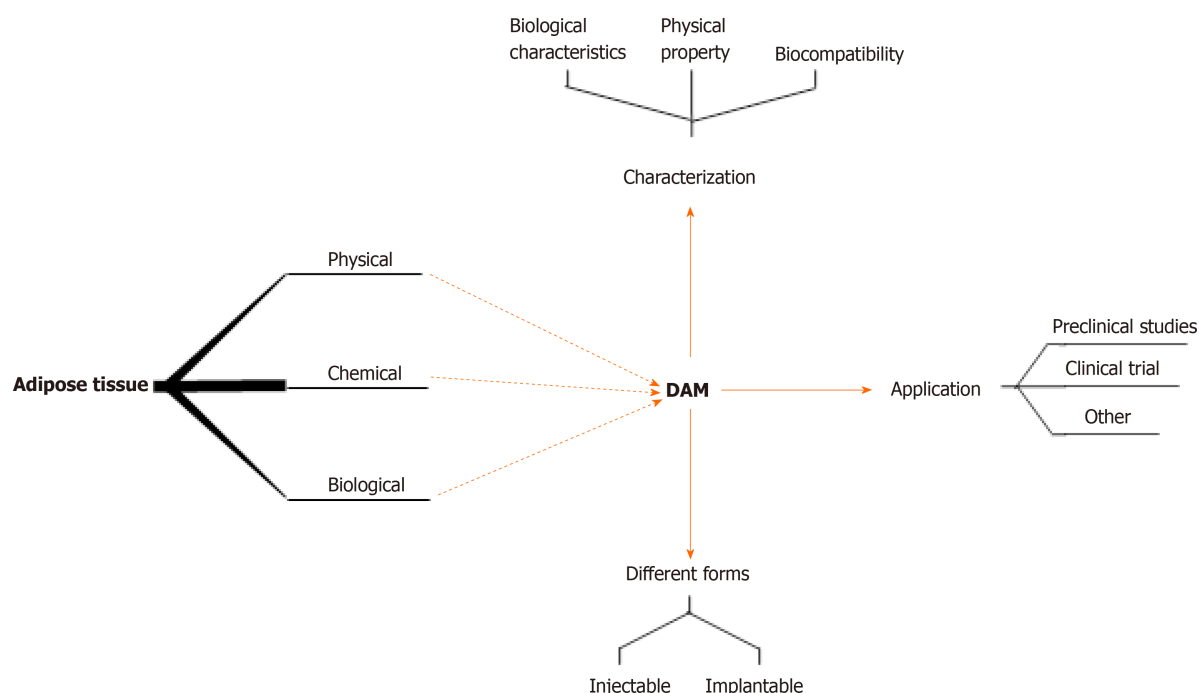 Biological
characteristics
Physical
property
Biocompatibility
Characterization
Physical
Chemical
Biological
Adipose tissue
DAM
Application
Preclinical studies
Clinical trial
Other
Different forms
Injectable
Implantable